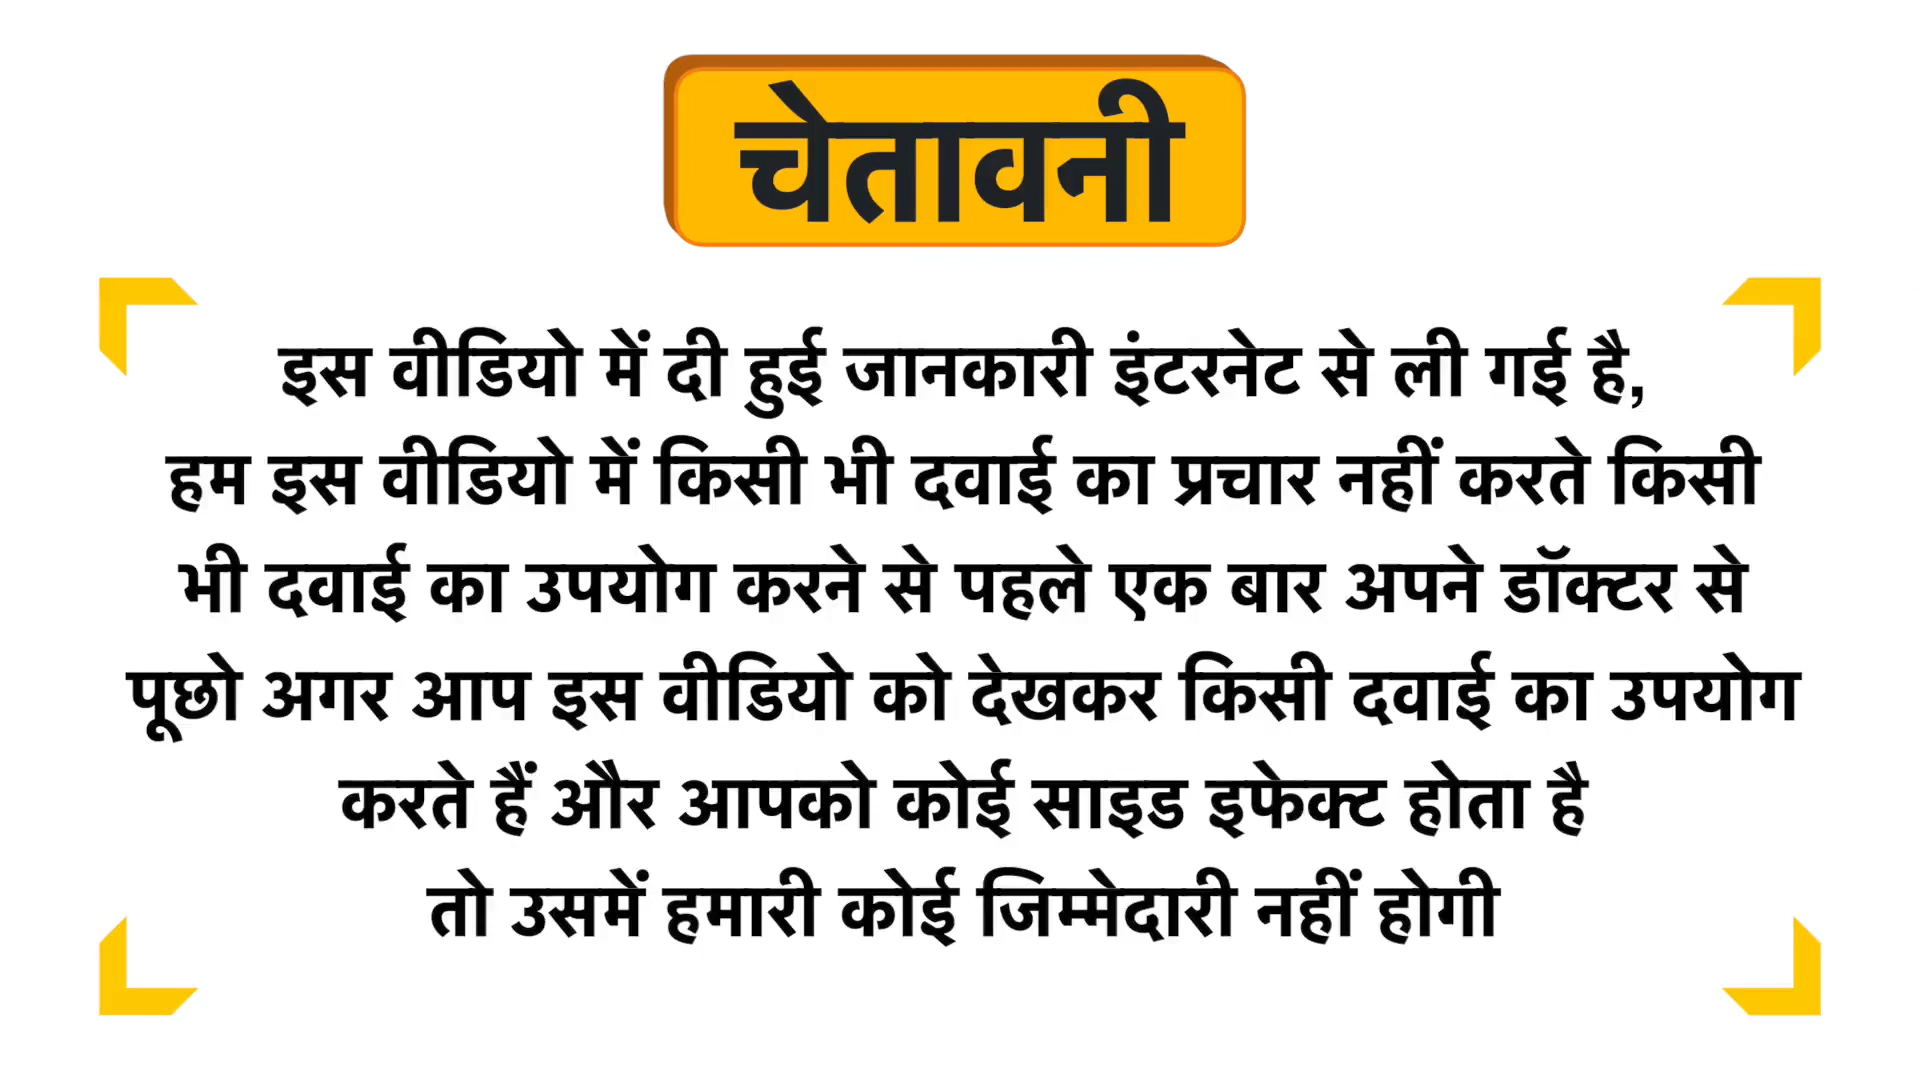 चेतावनी
इस वीडियो में दी हुई जानकारी इंटरनेट से ली गई है,
हम इस वीडियो में किसी भी दवाई का प्रचार नहीं करते किसी
भी दवाई का उपयोग करने से पहले एक बार अपने डॉक्टर से
पूछो अगर आप इस वीडियो को देखकर किसी दवाई का उपयोग
करते हैं और आपको कोई साइड इफेक्ट होता है
तो उसमें हमारी कोई जिम्मेदारी नहीं होगी